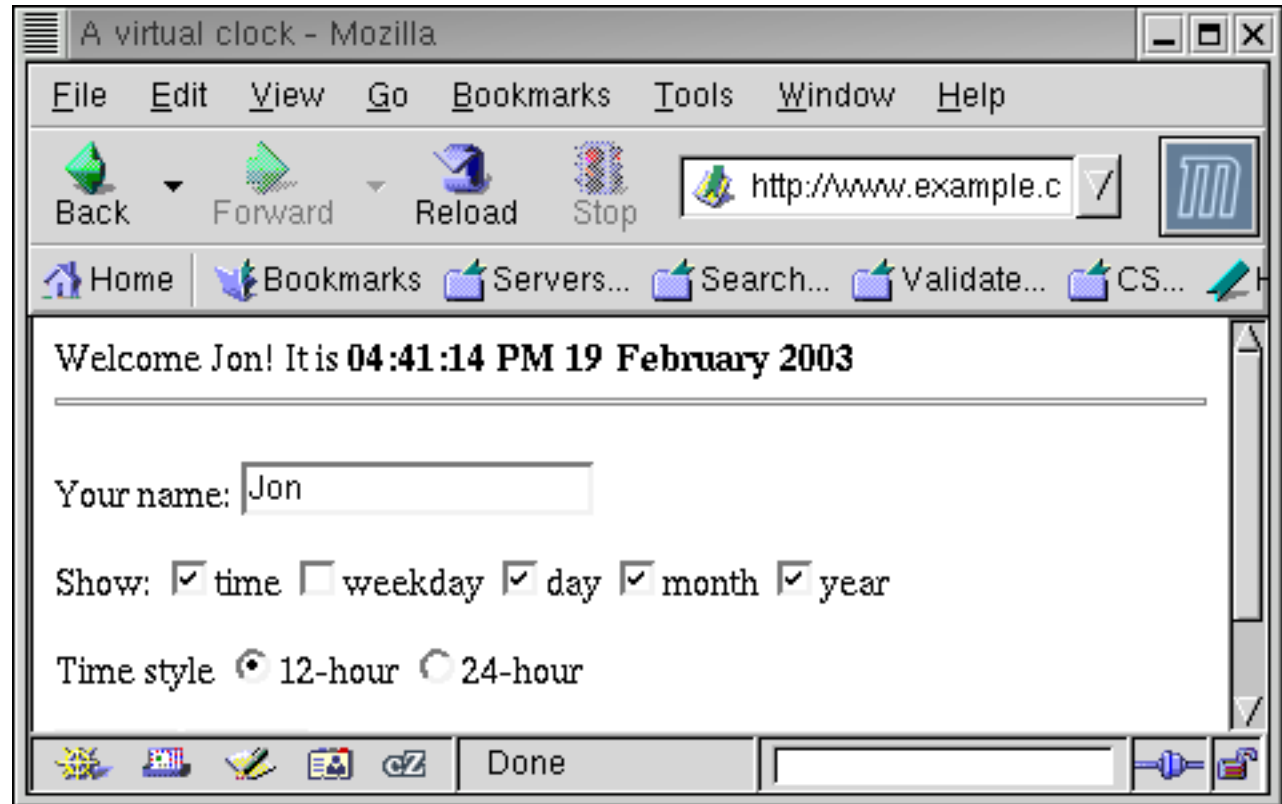 A virtual clock - Mozilla
File Edit View Go Bookmarks Tools Window Help
Back Forward Reload Stop http://www.example.c
Home Bookmarks Servers... Search... Validate... CS... H
Welcome Jon! It is 04:41:14 PM 19 February 2003
Your name: Jon
Show: time weekday day month year
Time style 12-hour 24-hour
cZ Done